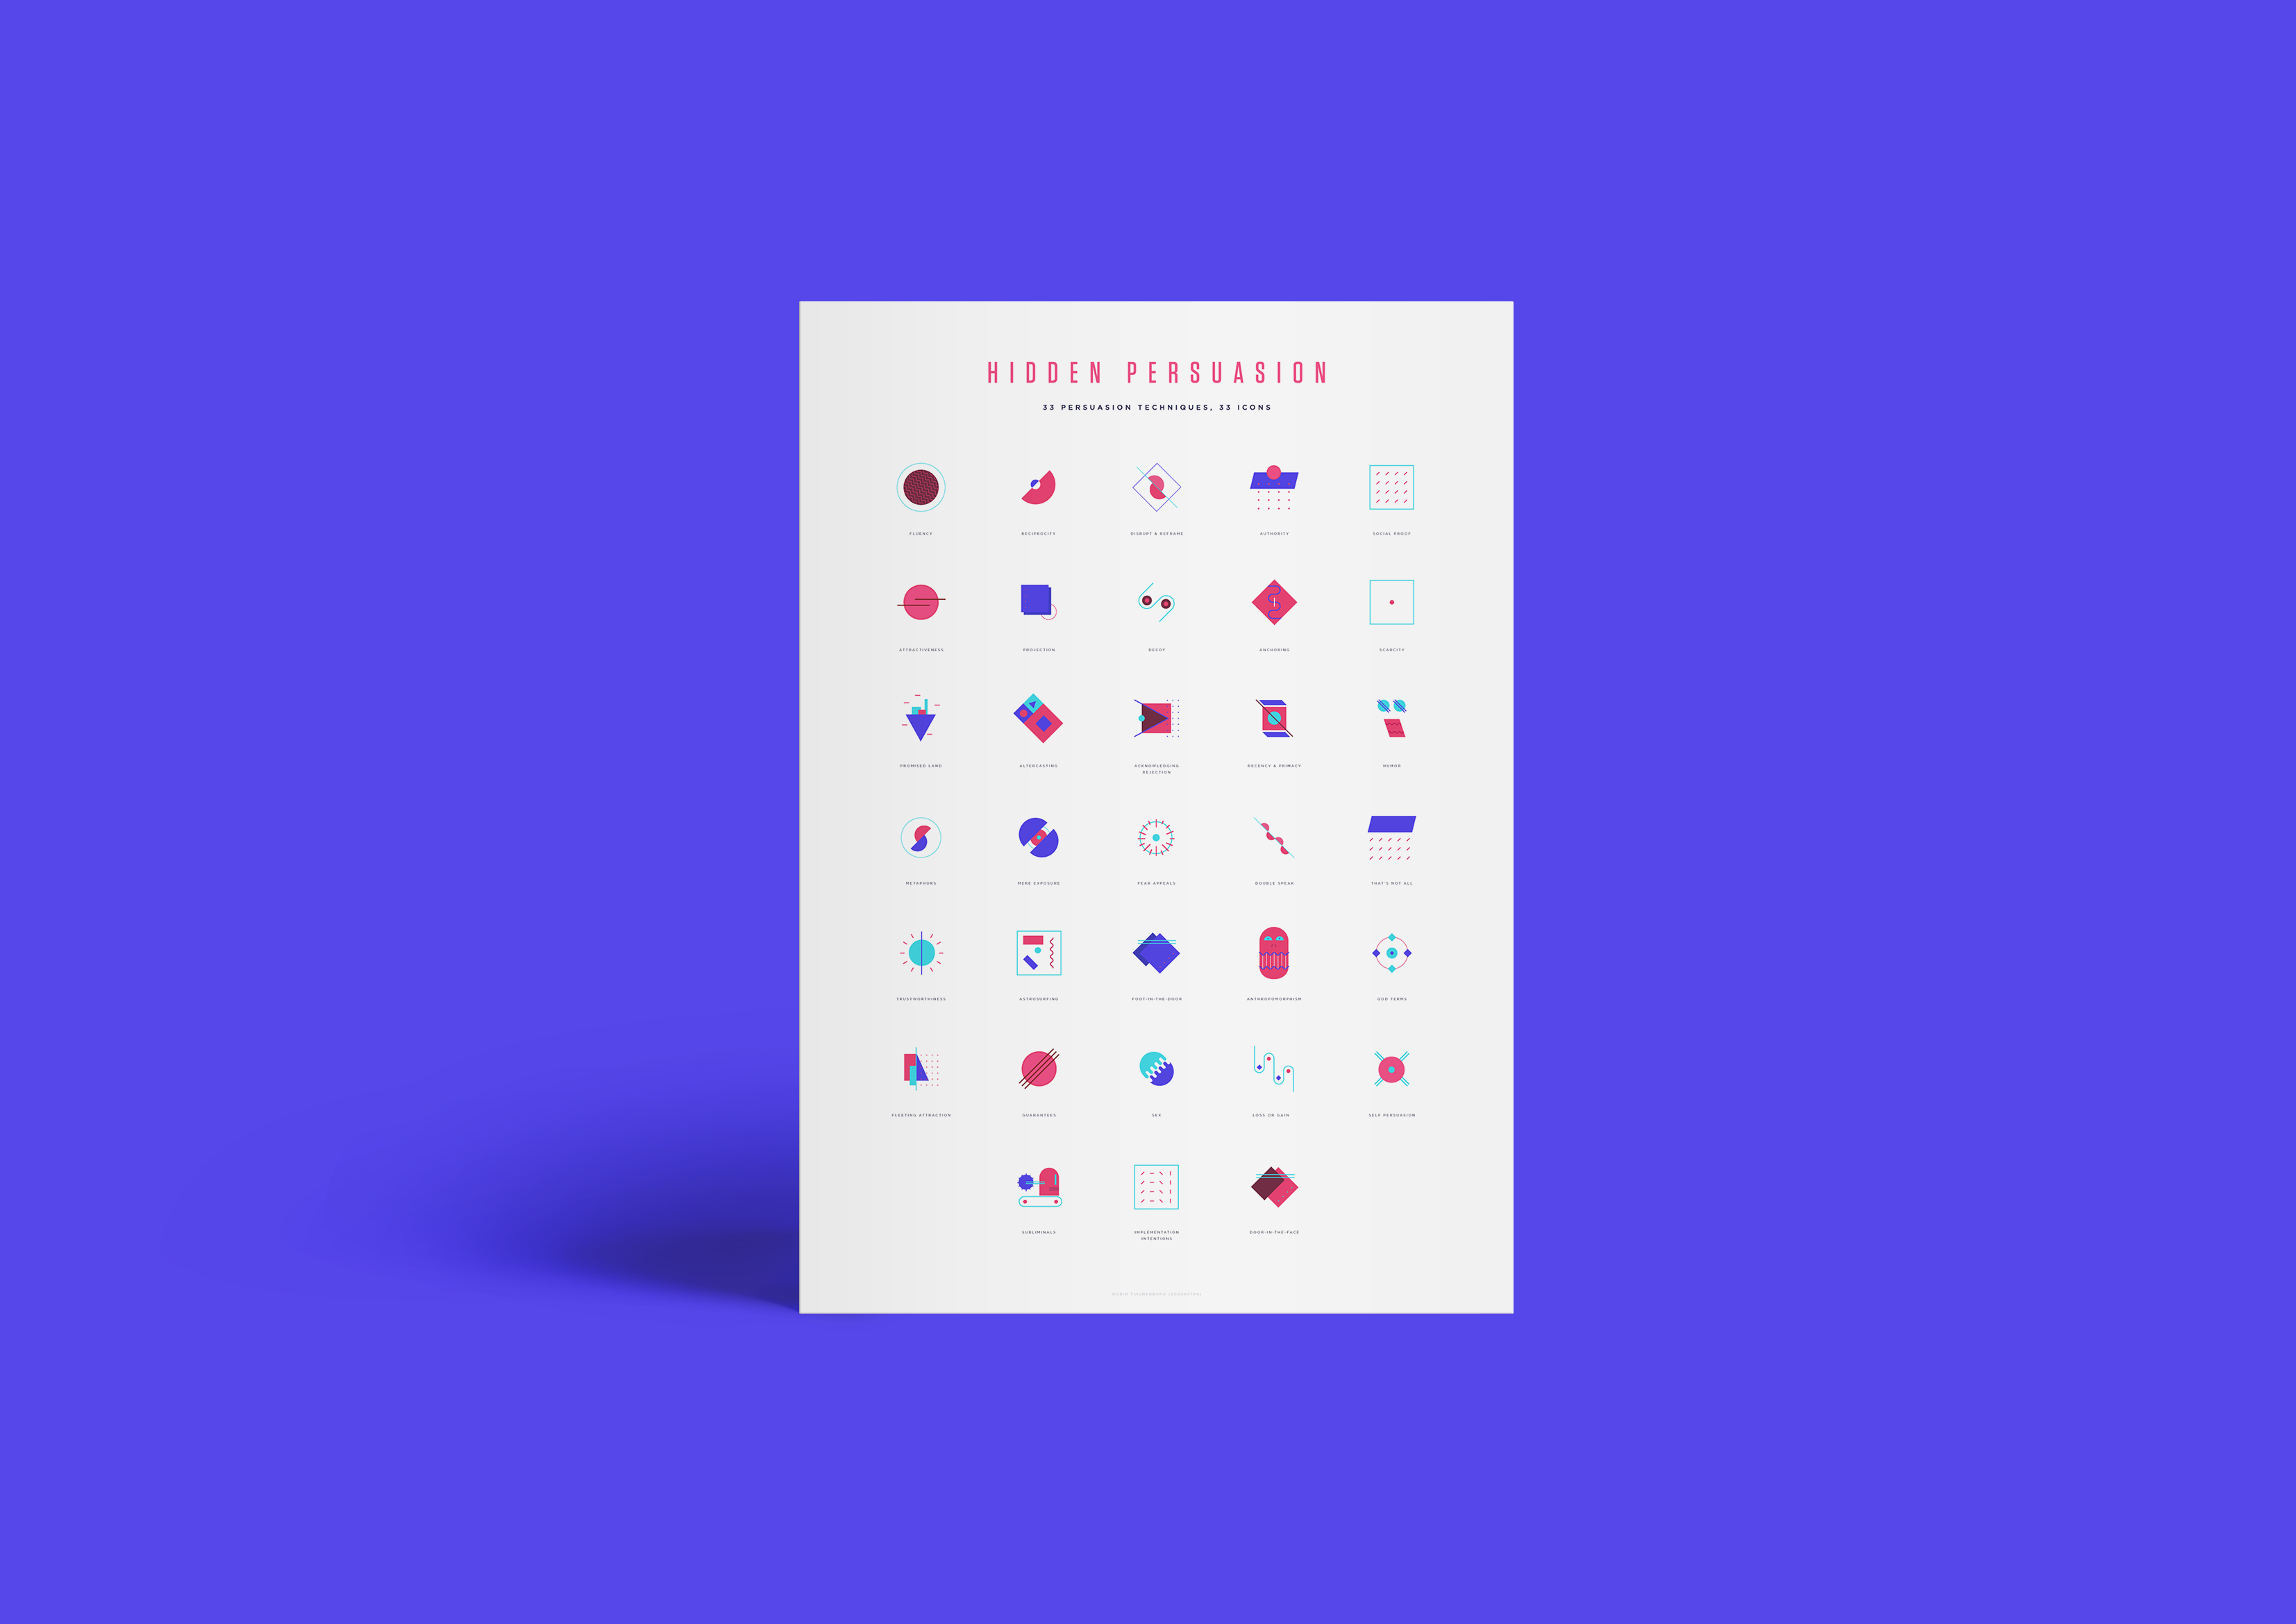 HIDDEN PERSUASION
33 PERSUASION TECHNIQUES, 33 ICONS
FLUENCY
RECIPROCITY
DISRUPT & REFRAME
AUTHORITY
SOCIAL PROOF
ATTRACTIVENESS
PROJECTION
DECOY
ANCHORING
SCARCITY
PROMISED LAND
ALTERCASTING
ACKNOWLEDGING
REJECTION
RECENCY & PRIMACY
HUMOR
METAPHORS
MERE EXPOSURE
FEAR APPEALS
DOUBLE SPEAK
THAT'S NOT ALL
TRUSTWORTHINESS
ASTROSURFING
FOOT-IN-THE-DOOR
ANTHROPOMORPHISM
GOD TERMS
FLEETING ATTRACTION
GUARANTEES
SEX
LOSS OR GAIN
SELF PERSUASION
SUBLIMINALS
IMPLEMENTATION
INTENTIONS
DOOR-IN-THE-FACE